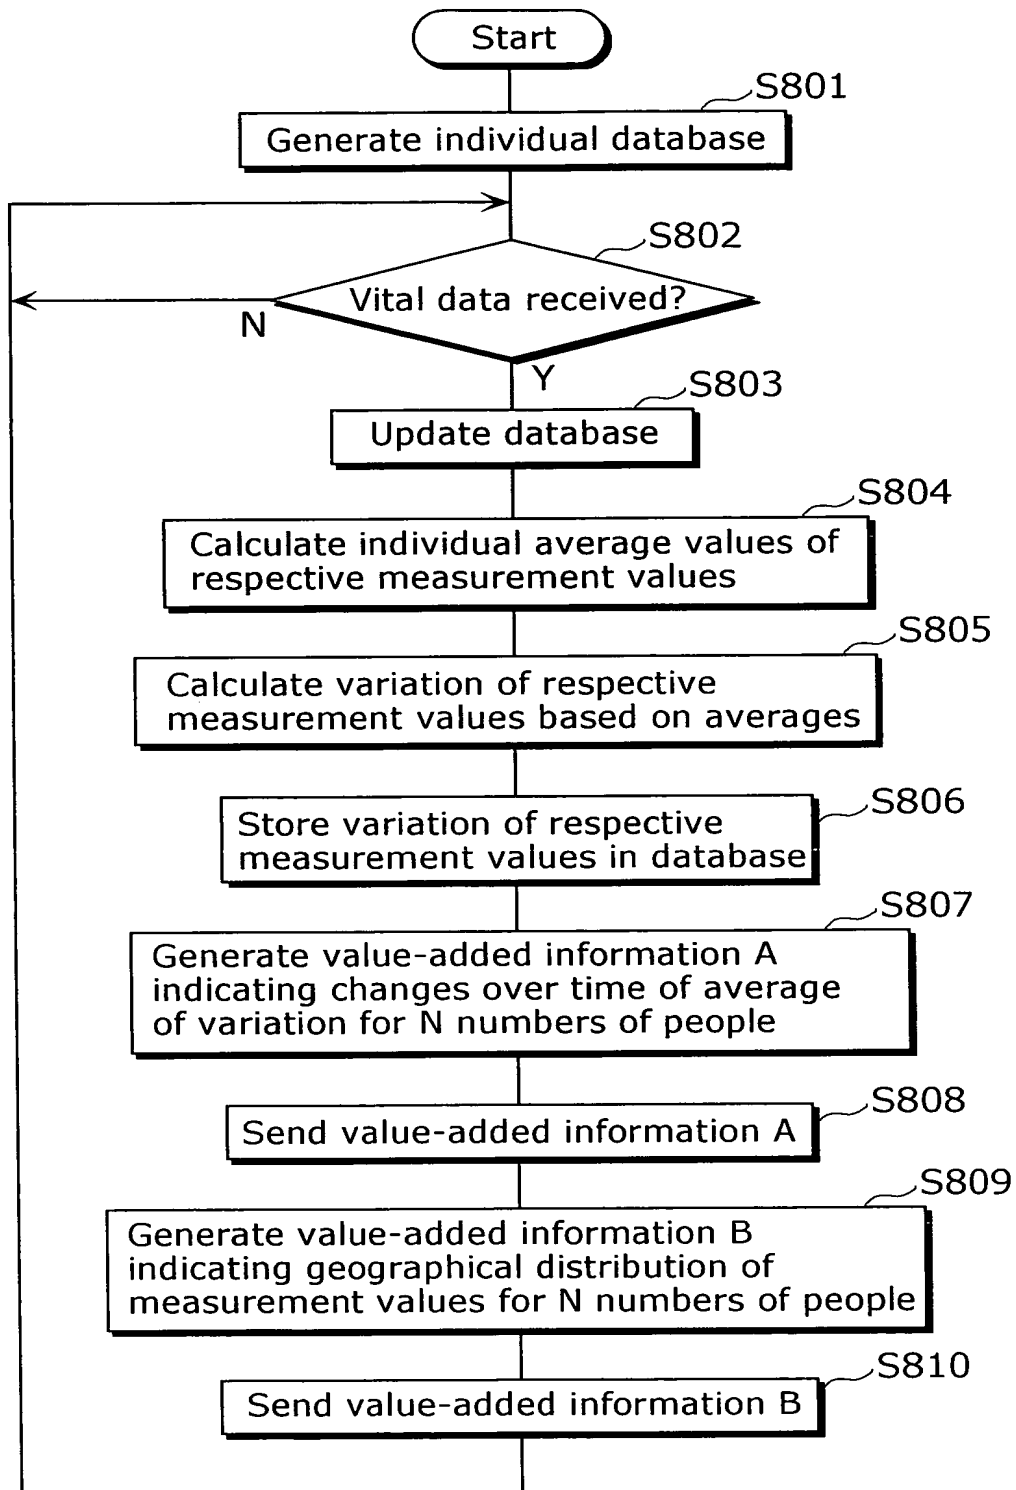 Start
S801
Generate individual database
S802
Vital data received?
N
Y
S803
Update database
S804
Calculate individual average values of
respective measurement values
S805
Calculate variation of respective
measurement values based on averages
S806
Store variation of respective
measurement values in database
S807
Generate value-added information A
indicating changes over time of average
of variation for N numbers of people
S808
Send value-added information A
S809
Generate value-added information B
indicating geographical distribution of
measurement values for N numbers of people
S810
Send value-added information B